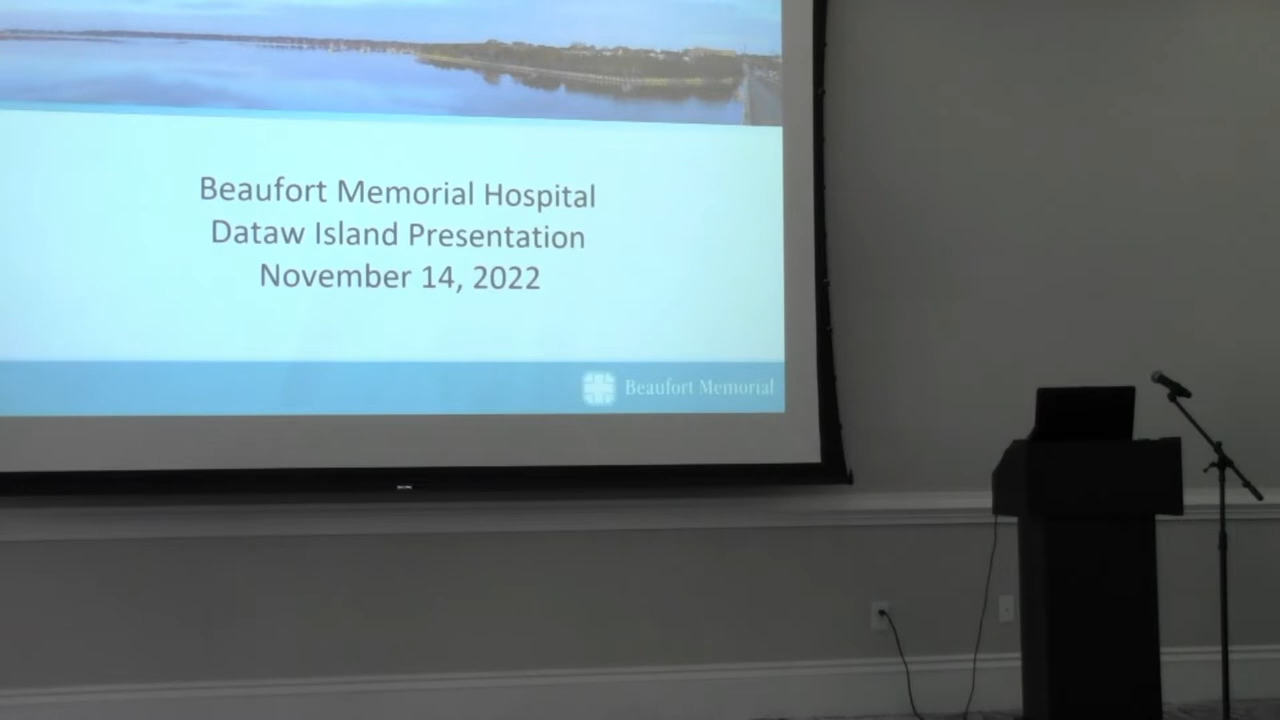 Beaufort Memorial Hospital
Dataw Island Presentation
November 14, 2022
Beaufort Memorial